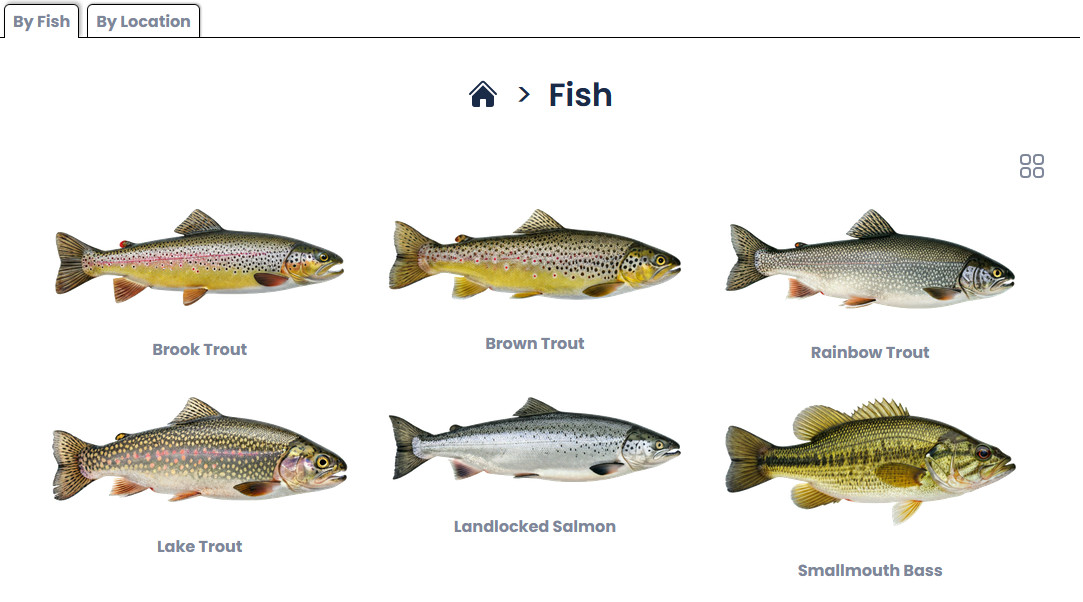 By Fish
By Location
> Fish
Brook Trout
Brown Trout
Rainbow Trout
Lake Trout
Landlocked Salmon
Smallmouth Bass